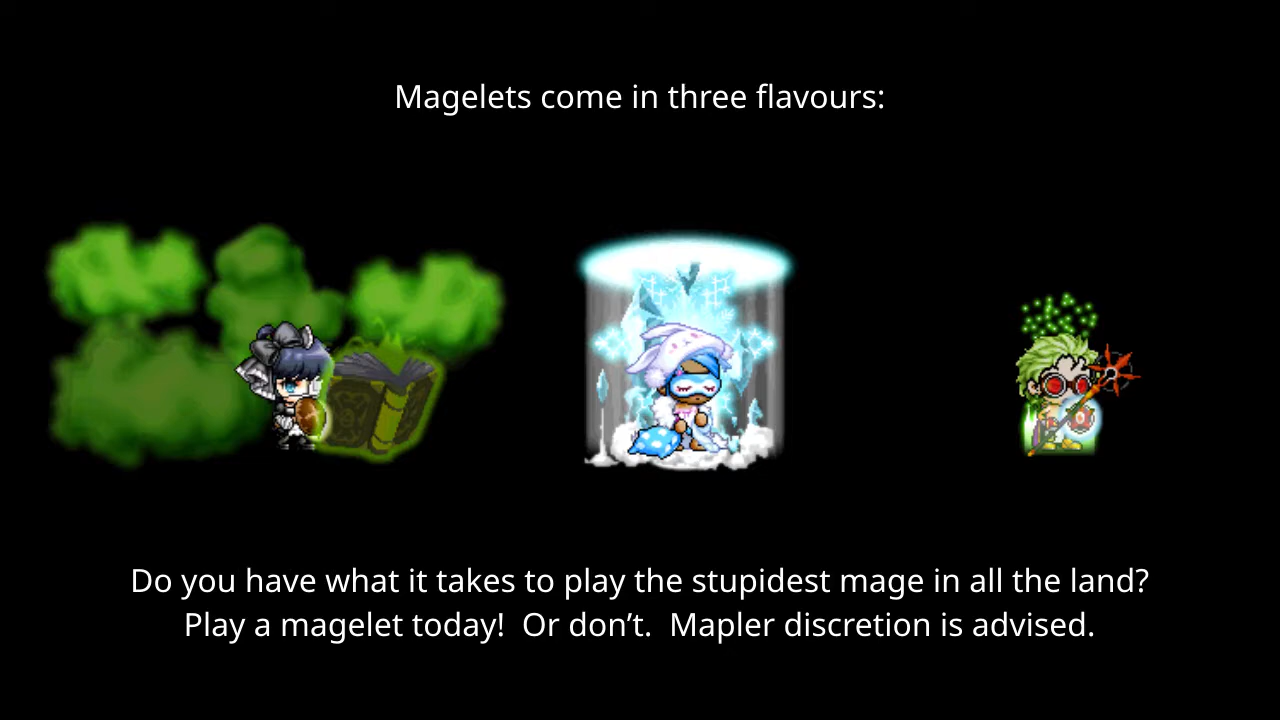 Magelets come in three flavours:
Do you have what it takes to play the stupidest mage in all the land?
Play a magelet today!  Or don’t.  Mapler discretion is advised.